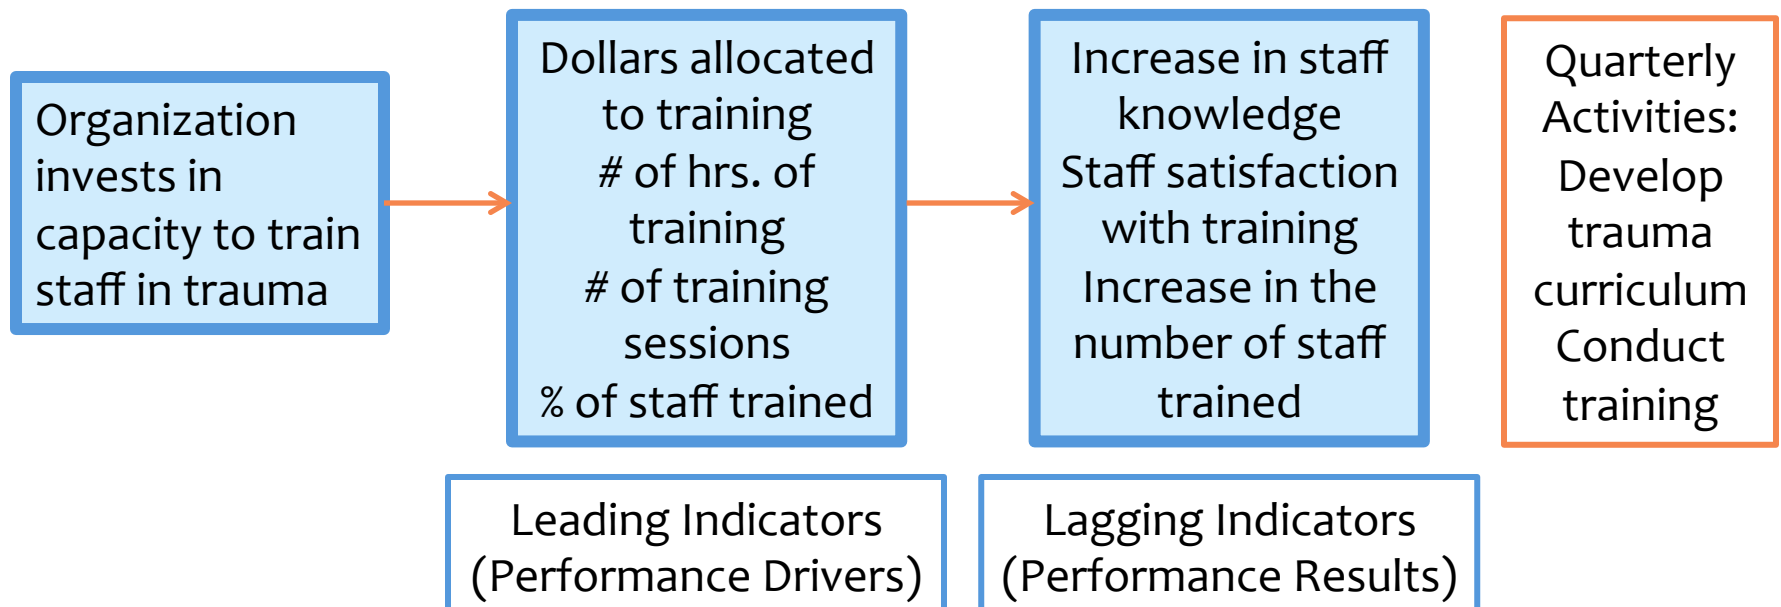 Organization
invests in
capacity to train
staff in trauma
Dollars allocated
to training
# of hrs. of
training
# of training
sessions
% of staff trained
Increase in staff
knowledge
Staff satisfaction
with training
Increase in the
number of staff
trained
Quarterly
Activities:
Develop
trauma
curriculum
Conduct
training
Leading Indicators
(Performance Drivers)
Lagging Indicators
(Performance Results)